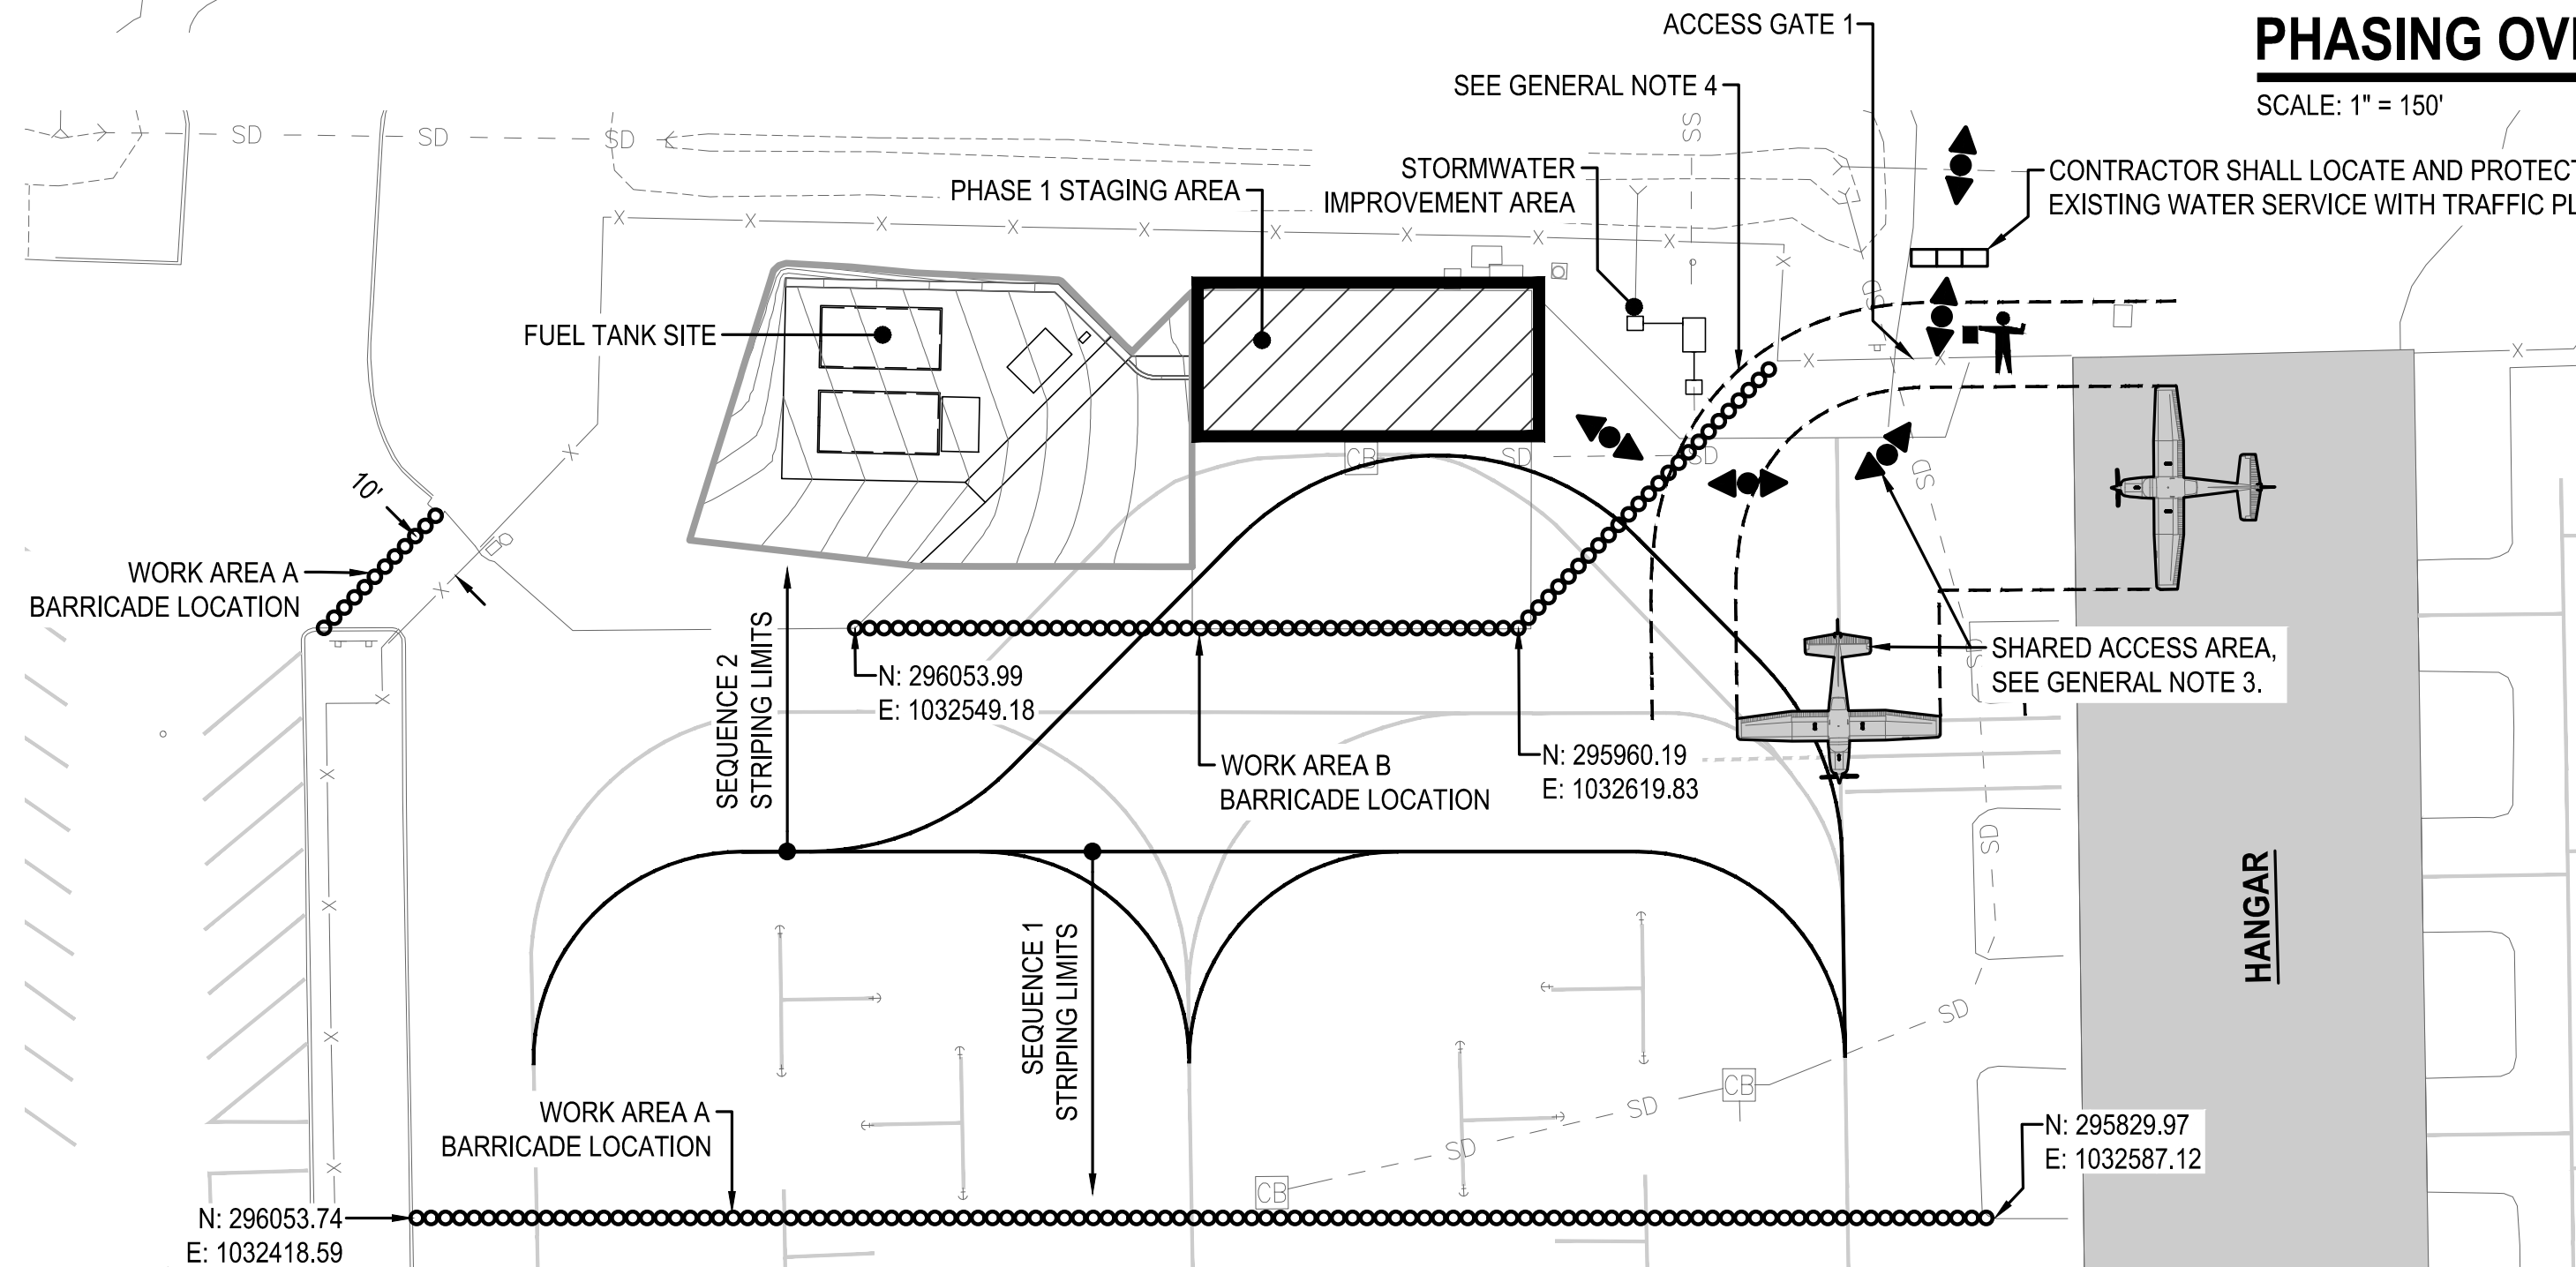 ACCESS GATE 1
PHASING
SCALE: 1" = 150'
SEE GENERAL NOTE 4
SS
SD
SD
SD
STORMWATER
IMPROVEMENT AREA
PHASE 1 STAGING AREA
CONTRACTOR SHALL LOCATE AND PROTECT
EXISTING WATER SERVICE WITH TRAFFIC
X
X
X
X
X
X
X
X
X
X
SD
FUEL TANK SITE
X
X
X
CB
SD
SD
SD
X
10'
WORK AREA A
BARRICADE LOCATION
X
SEQUENCE 2
STRIPING LIMITS
N: 296053.99
E: 1032549.18
SHARED ACCESS AREA,
SEE GENERAL NOTE 3.
SD
X
WORK AREA B
BARRICADE LOCATION
N: 295960.19
E: 1032619.83
X
SD
X
HANGAR
SEQUENCE 1
STRIPING LIMITS
SD
X
CB
SD
SD
WORK AREA A
BARRICADE LOCATION
N: 295829.97
E: 1032587.12
X
CB
N: 296053.74
E: 1032418.59